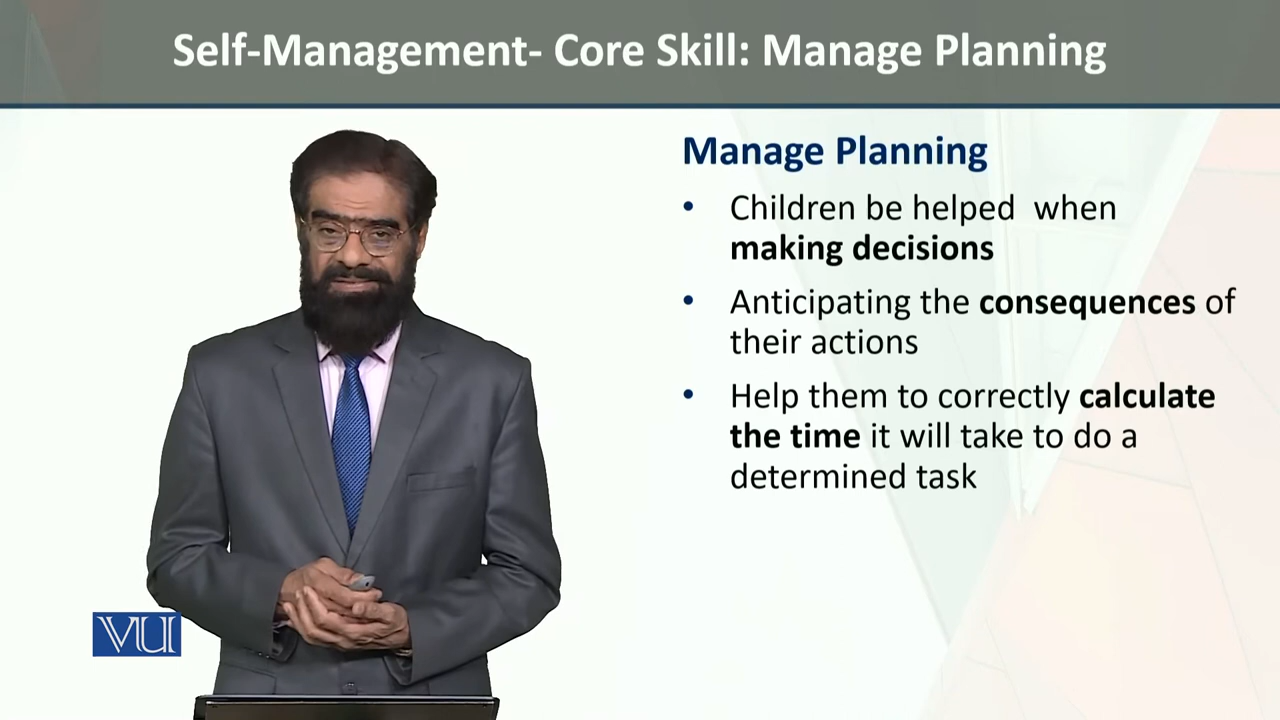 Self-Management- Core Skill: Manage Planning
Manage Planning
• Children be helped when
making decisions
• Anticipating the consequences of
their actions
• Help them to correctly calculate
the time it will take to do a
determined task
VU